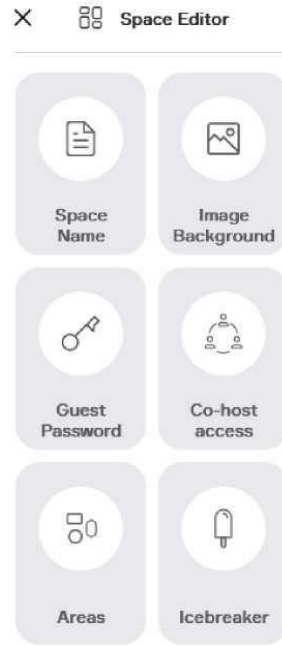 Space Editor
Space
Name
Image
Background
Guest
Password
Co-host
access
Areas
Icebreaker